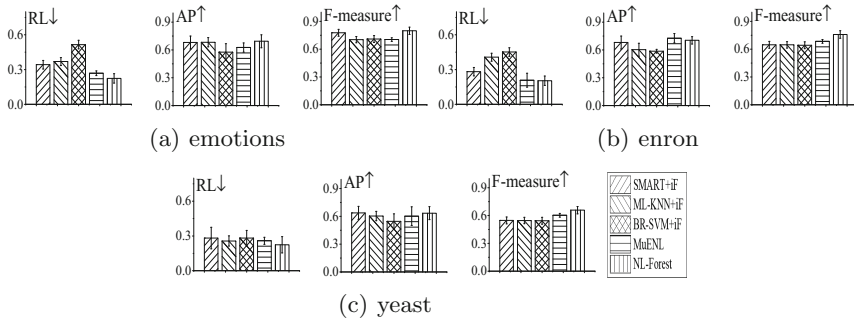 RL↓
0.6
0.3
0.0
AP↑
0.9
0.6
0.3
0.0
F-measure↑
0.9
0.6
0.3
0.0
RL↓
0.6
0.3
0.0
AP↑
0.9
0.6
0.3
0.0
F-measure↑
0.9
0.6
0.3
0.0
(a) emotions
(b) enron
RL↓
0.6
0.3
0.0
AP↑
0.9
0.6
0.3
0.0
F-measure↑
0.9
0.6
0.3
0.0
SMART+iF
ML-KNN+iF
BR-SVM+iF
MuENL
NL-Forest
(c) yeast